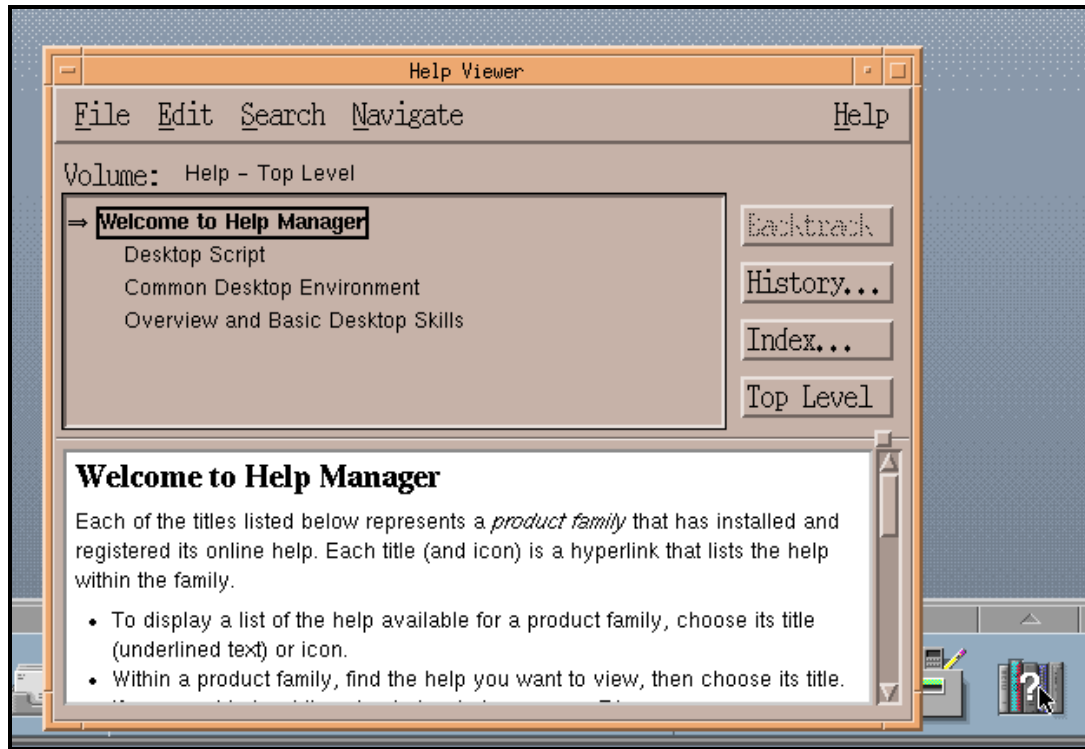 Help Viewer
File Edit Search Navigate Help
Volume: Help - Top Level
⇒ Welcome to Help Manager
Desktop Script
Common Desktop Environment
Overview and Basic Desktop Skills
Backtrack
History...
Index...
Top Level
Welcome to Help Manager
Each of the titles listed below represents a product family that has installed and
registered its online help. Each title (and icon) is a hyperlink that lists the help
within the family.
• To display a list of the help available for a product family, choose its title
(underlined text) or icon.
• Within a product family, find the help you want to view, then choose its title.
?